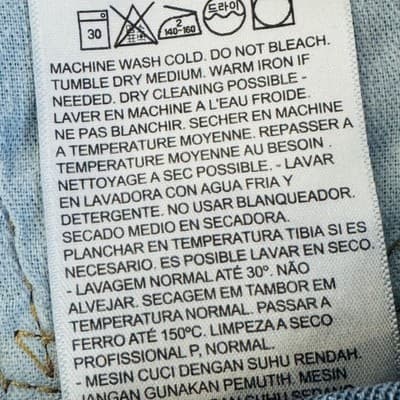 30 2 140-160 드라이
MACHINE WASH COLD. DO NOT BLEACH.
TUMBLE DRY MEDIUM. WARM IRON IF
NEEDED. DRY CLEANING POSSIBLE -
LAVER EN MACHINE A L'EAU FROIDE.
NE PAS BLANCHIR. SECHER EN MACHINE
A TEMPERATURE MOYENNE. REPASSER A
TEMPERATURE MOYENNE AU BESOIN .
NETTOYAGE A SEC POSSIBLE. - LAVAR
EN LAVADORA CON AGUA FRIA Y
DETERGENTE. NO USAR BLANQUEADOR.
SECADO MEDIO EN SECADORA.
PLANCHAR EN TEMPERATURA TIBIA SI ES
NECESARIO. ES POSIBLE LAVAR EN SECO.
- LAVAGEM NORMAL ATÉ 30º. NÃO
ALVEJAR. SECAGEM EM TAMBOR EM
TEMPERATURA NORMAL. PASSAR A
FERRO ATÉ 150ºC. LIMPEZA A SECO
PROFISSIONAL P, NORMAL.
- MESIN CUCI DENGAN SUHU RENDAH.
JANGAN GUNAKAN PEMUTIH. MESIN
DENGAN SUHU SEDANG